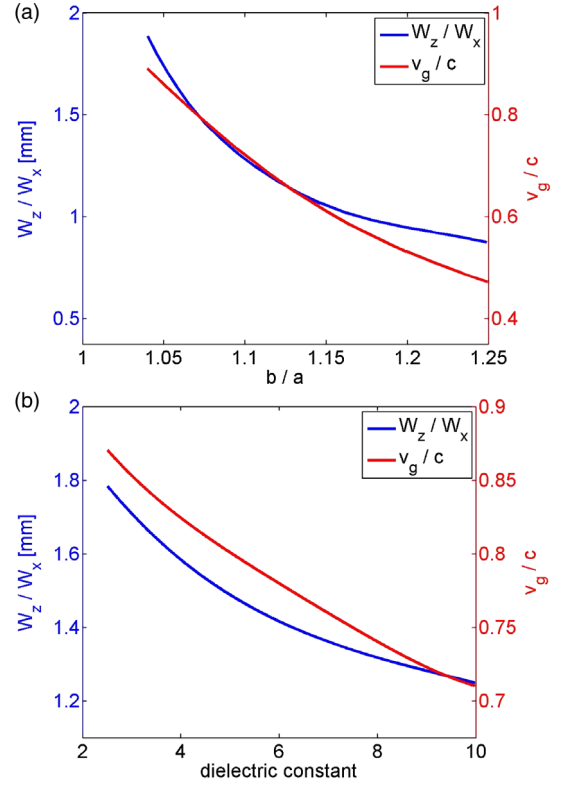 (a)
2
1.5
1
0.5
W_z / W_x [mm]
1
0.8
0.6
0.4
v_g / c
W_z / W_x
v_g / c
1
1.05
1.1
1.15
1.2
1.25
b / a
(b)
2
1.8
1.6
1.4
1.2
W_z / W_x [mm]
0.9
0.85
0.8
0.75
0.7
v_g / c
W_z / W_x
v_g / c
2
4
6
8
10
dielectric constant